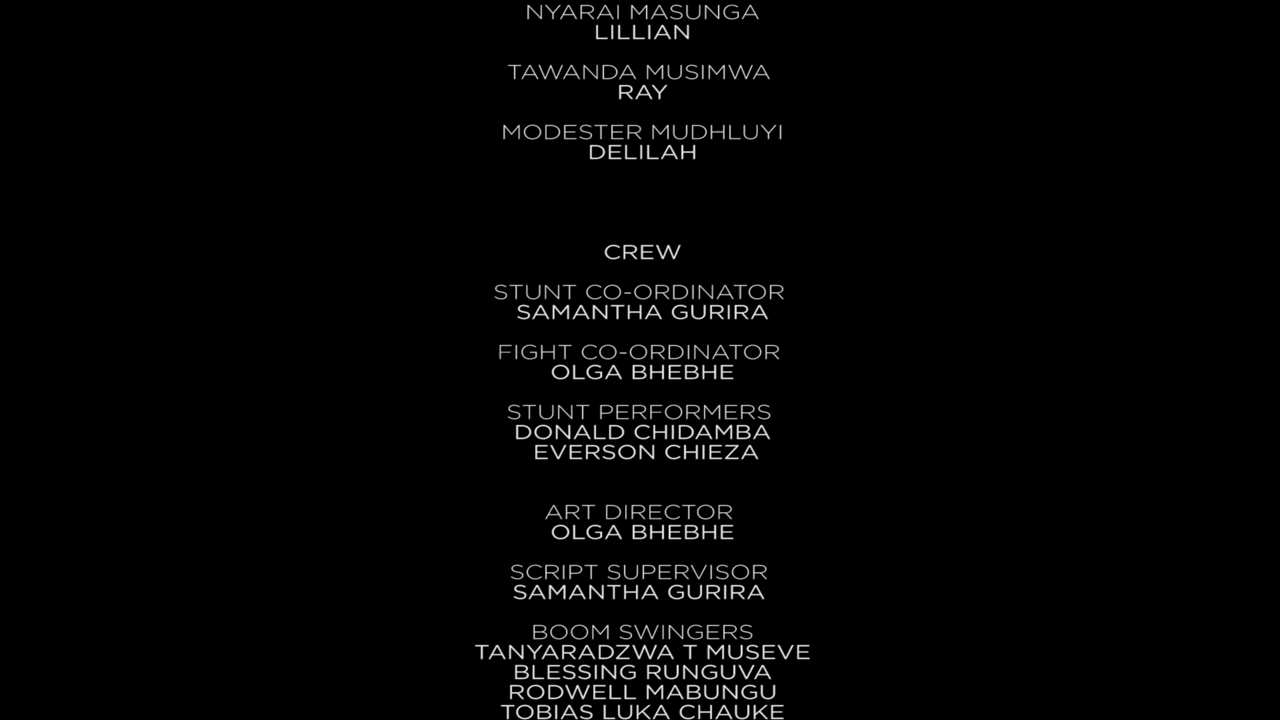 NYARAI MASUNGA
LILLIAN
TAWANDA MUSIMWA
RAY
MODESTER MUDHLUYI
DELILAH
CREW
STUNT CO-ORDINATOR
SAMANTHA GURIRA
FIGHT CO-ORDINATOR
OLGA BHEBHE
STUNT PERFORMERS
DONALD CHIDAMBA
EVERSON CHIEZA
ART DIRECTOR
OLGA BHEBHE
SCRIPT SUPERVISOR
SAMANTHA GURIRA
BOOM SWINGERS
TANYARADZWA T MUSEVE
BLESSING RUNGUVA
RODWELL MABUNGU
TOBIAS LUKA CHAUKE